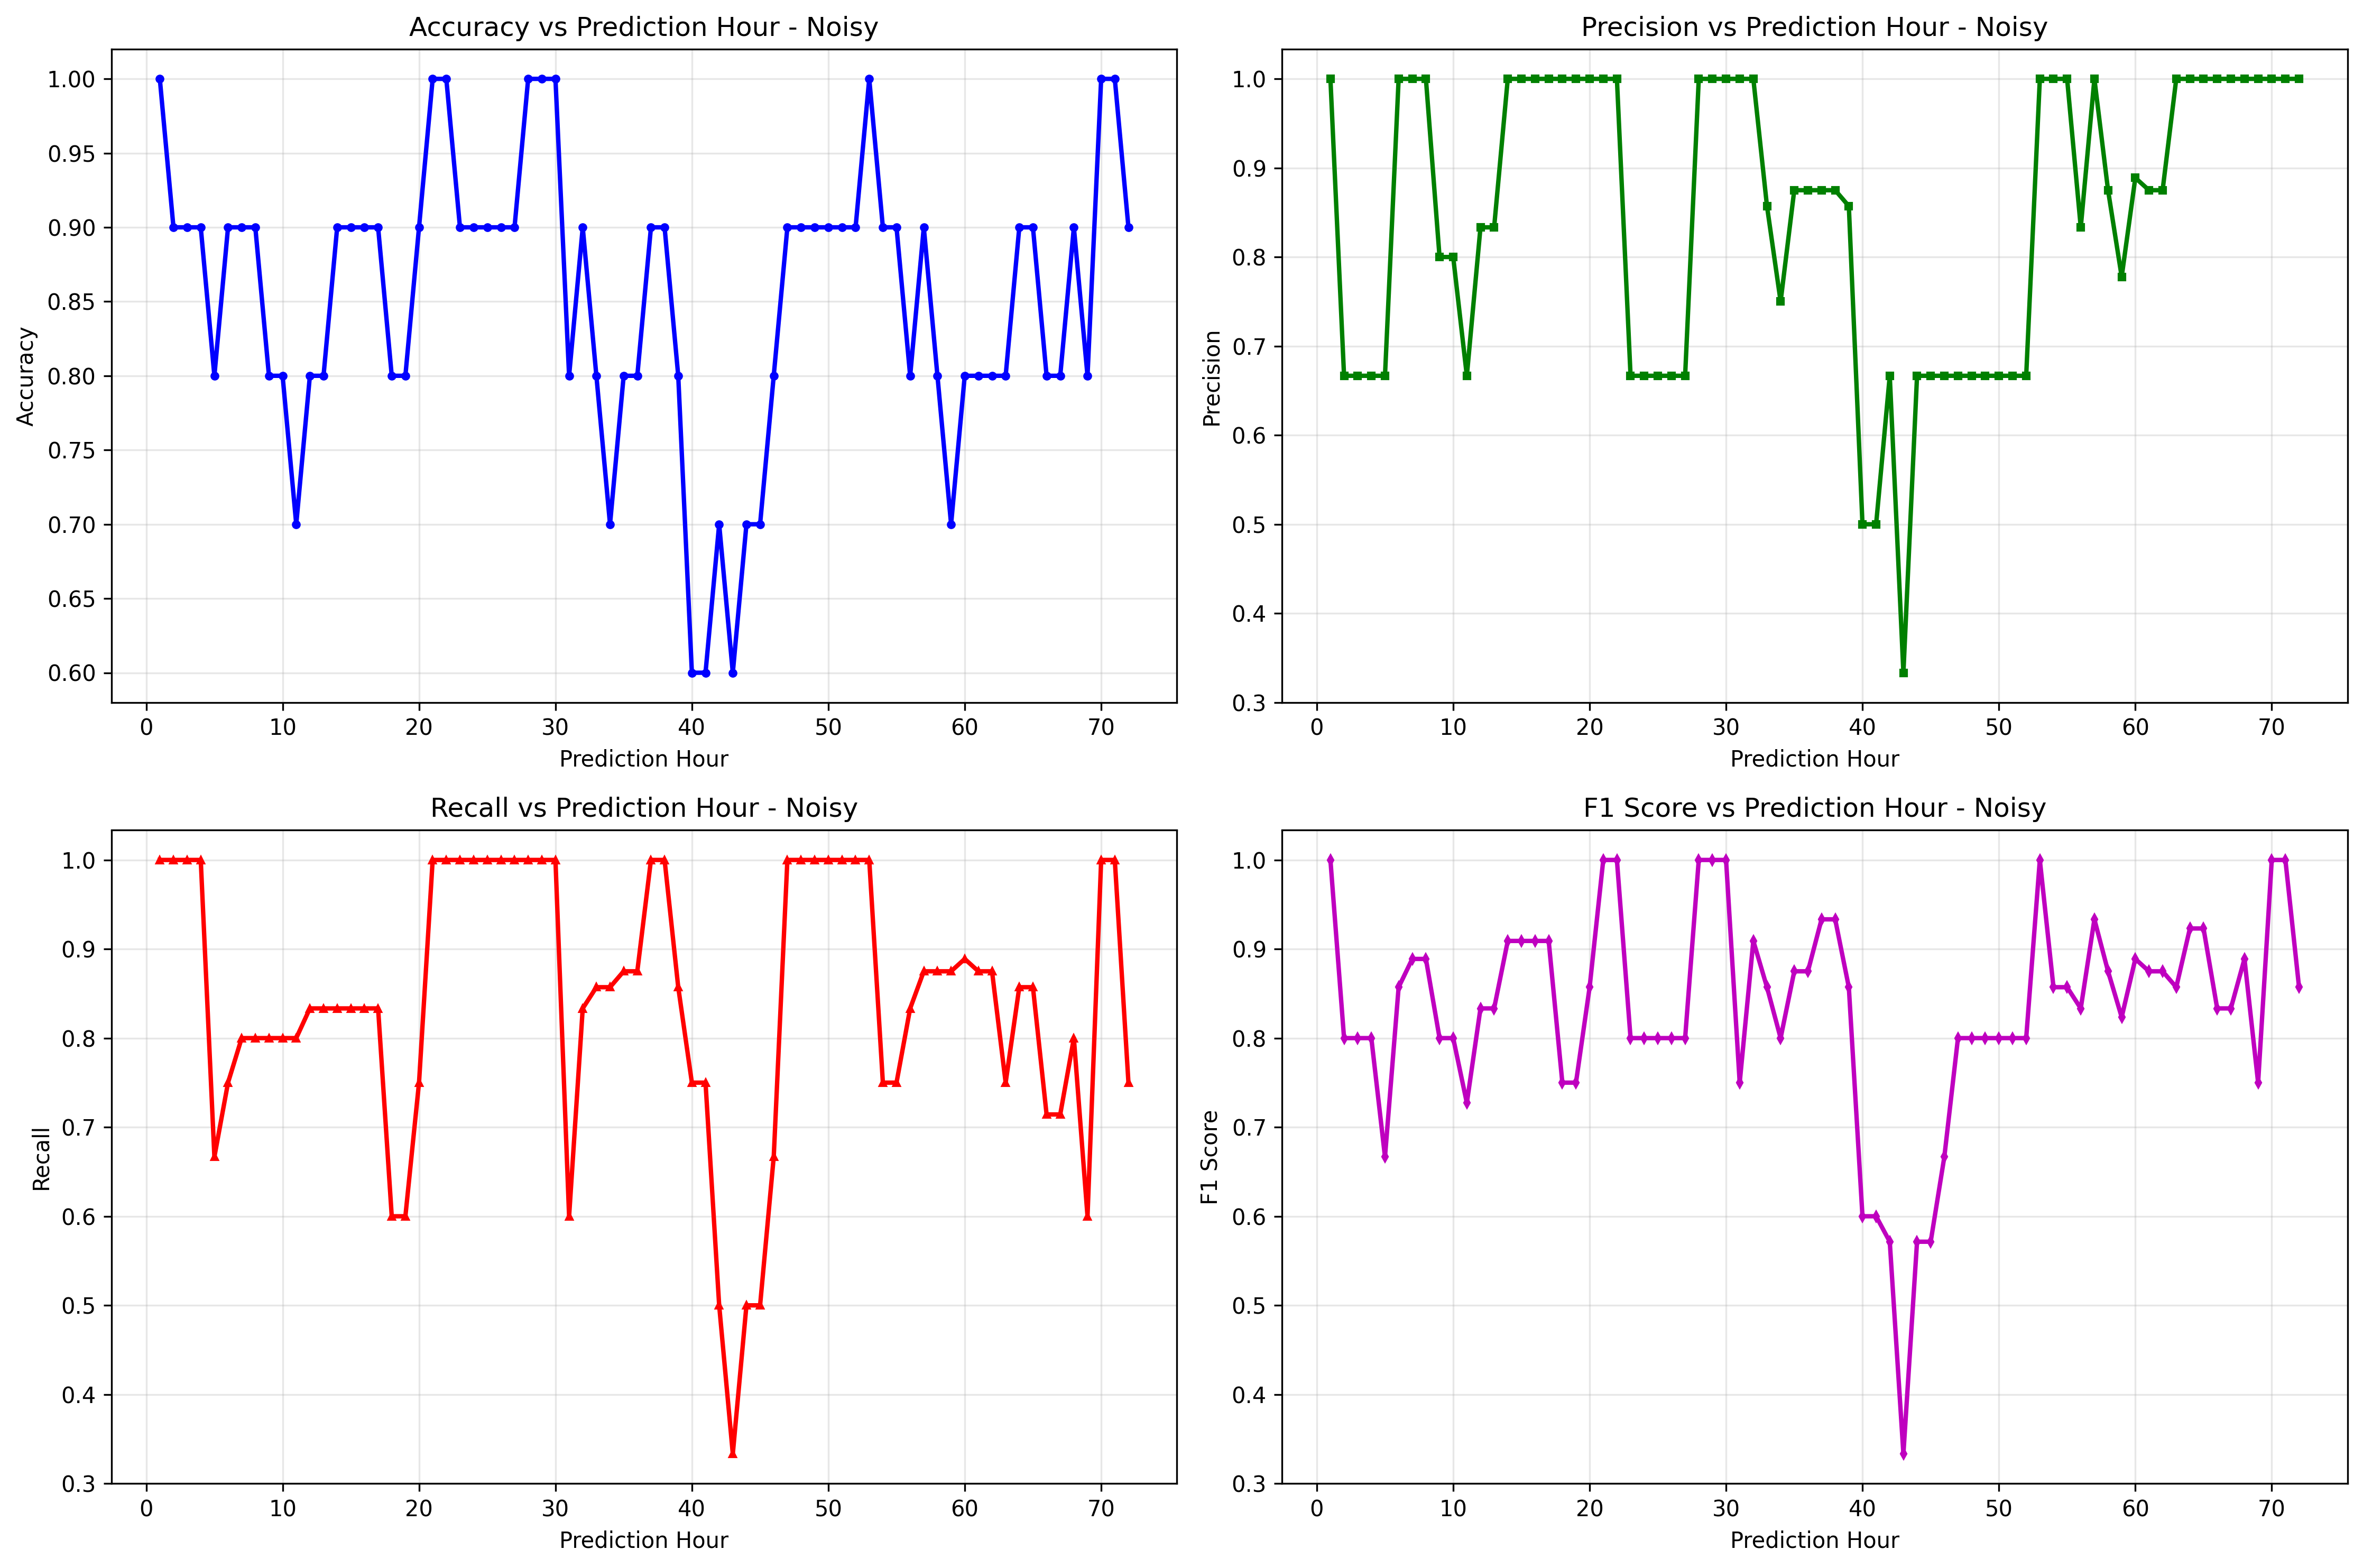 Accuracy vs Prediction Hour - Noisy
Accuracy
1.00
0.95
0.90
0.85
0.80
0.75
0.70
0.65
0.60
0 10 20 30 40 50 60 70
Prediction Hour
Precision vs Prediction Hour - Noisy
Precision
1.0
0.9
0.8
0.7
0.6
0.5
0.4
0.3
0 10 20 30 40 50 60 70
Prediction Hour
Recall vs Prediction Hour - Noisy
Recall
1.0
0.9
0.8
0.7
0.6
0.5
0.4
0.3
0 10 20 30 40 50 60 70
Prediction Hour
F1 Score vs Prediction Hour - Noisy
F1 Score
1.0
0.9
0.8
0.7
0.6
0.5
0.4
0.3
0 10 20 30 40 50 60 70
Prediction Hour